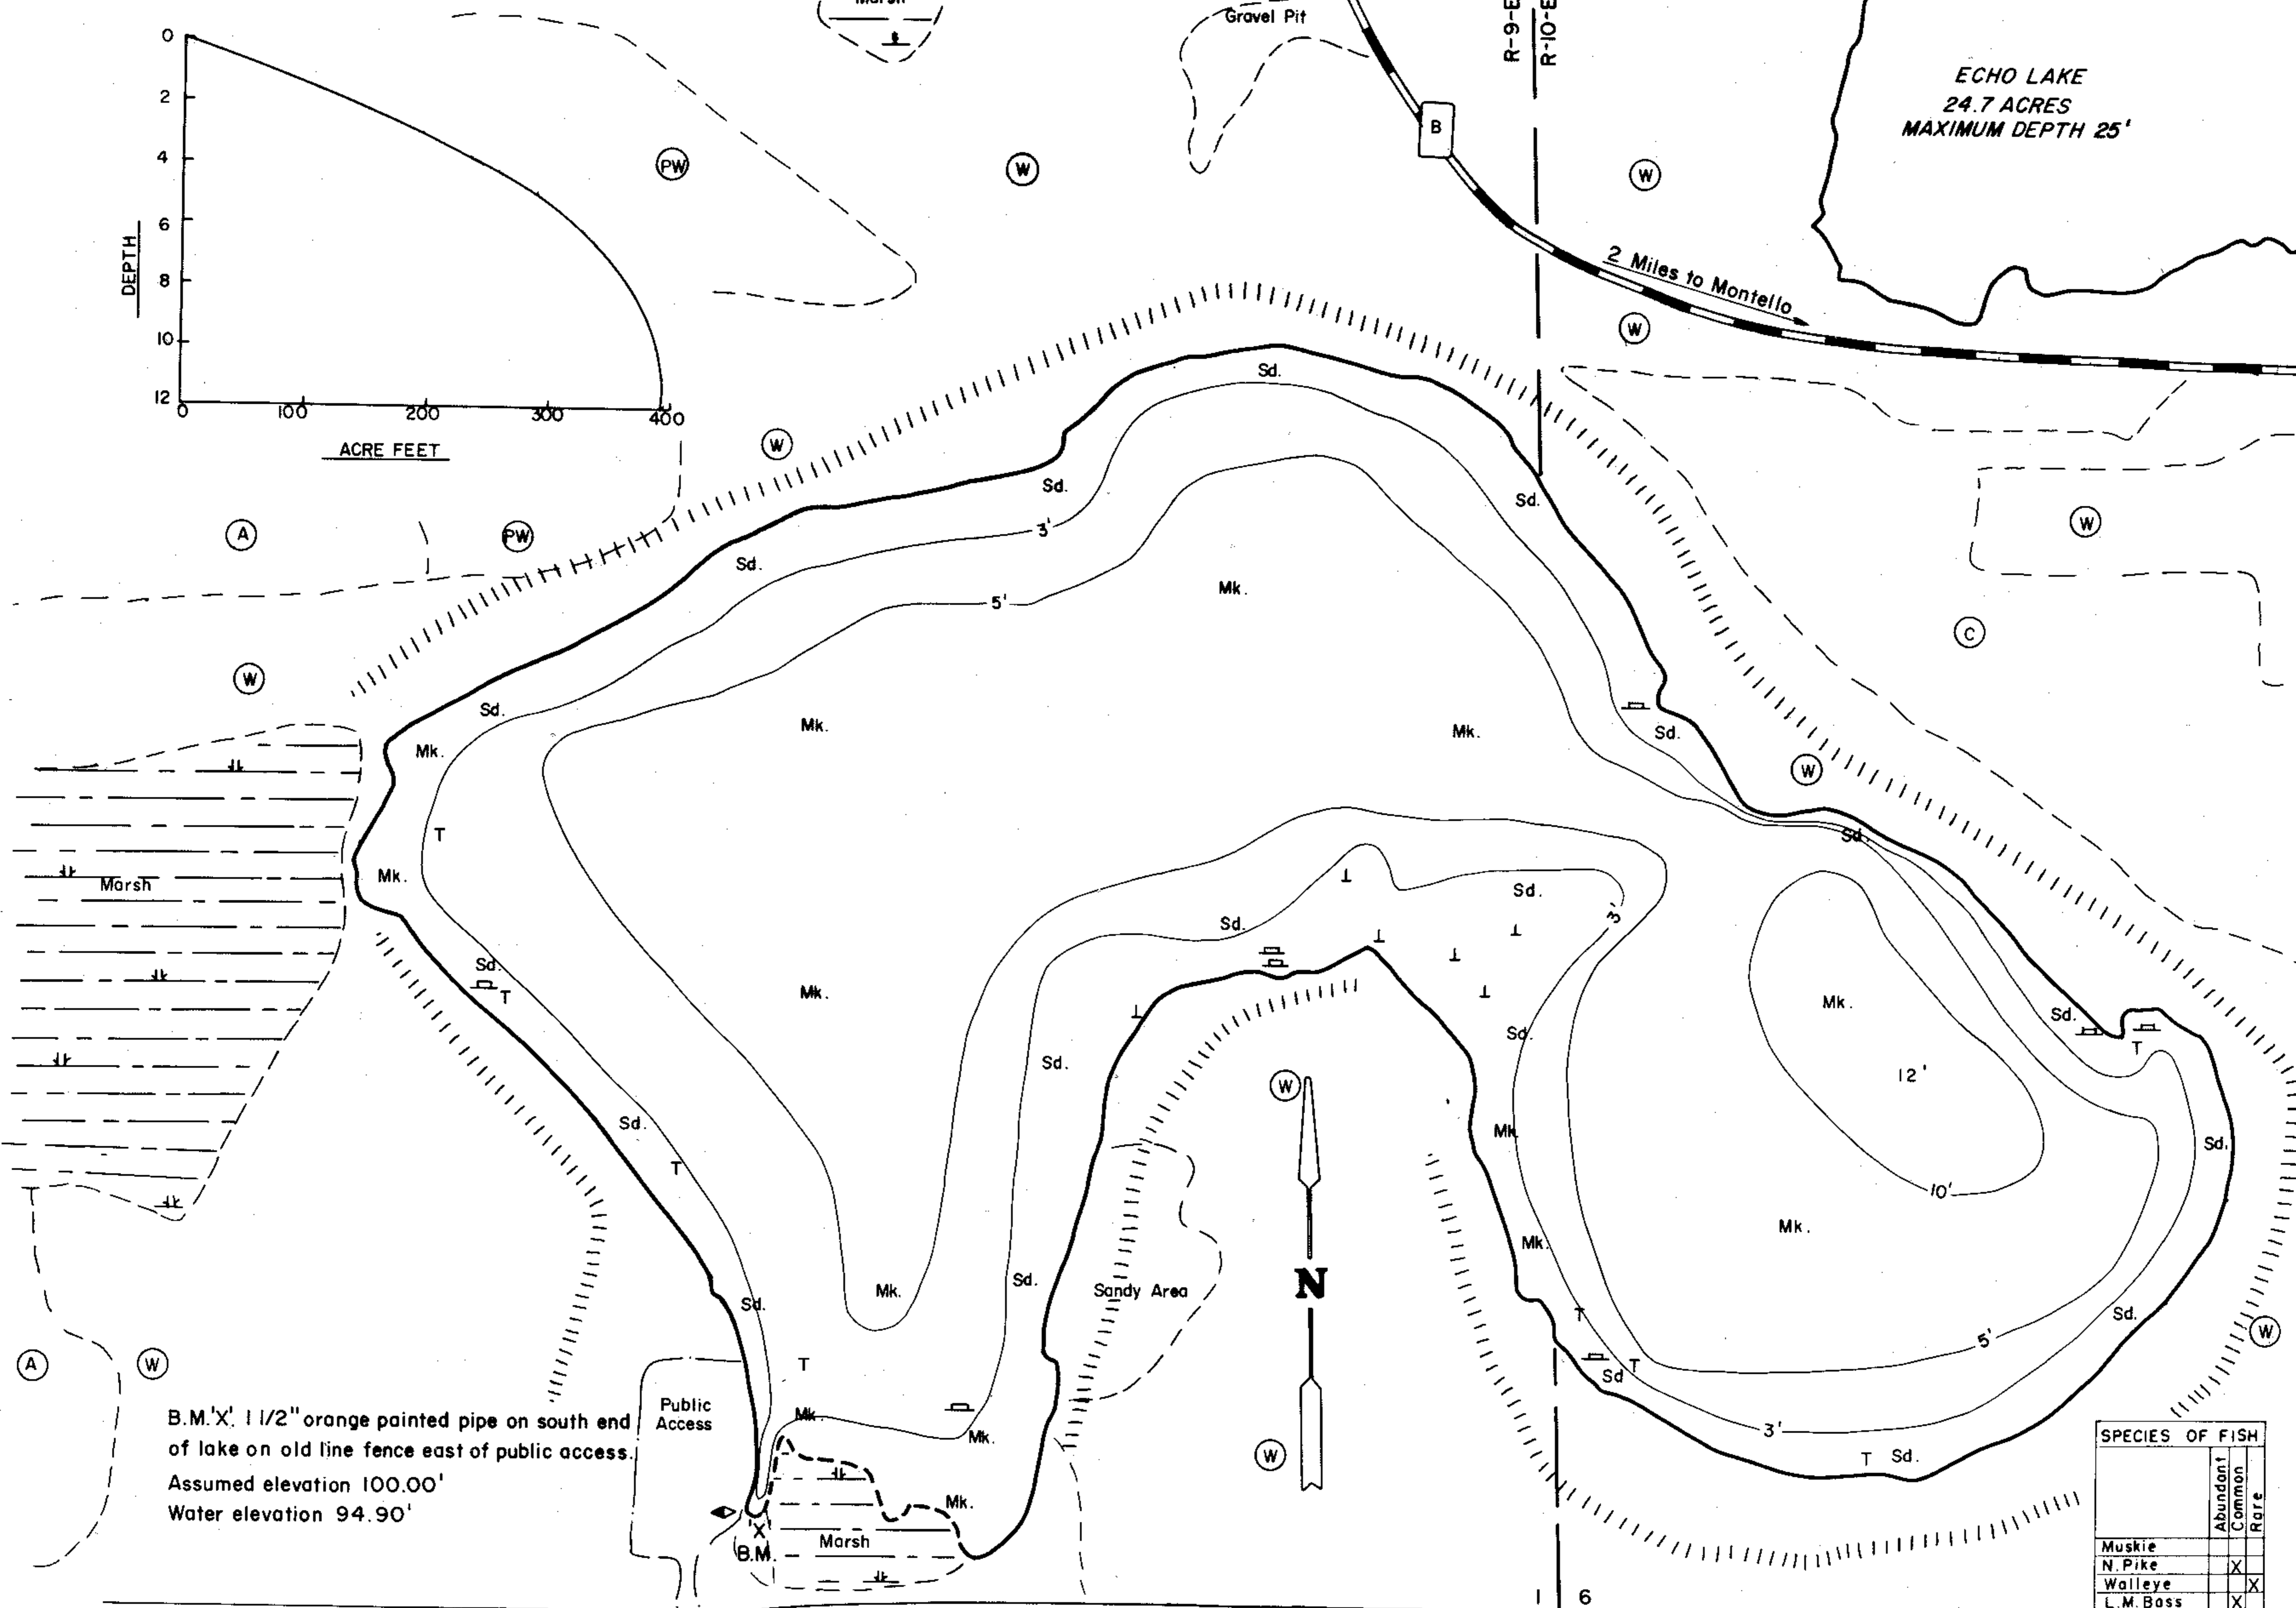 Gravel Pit
R-9-E
R-10-E
ECHO LAKE
24.7 ACRES
MAXIMUM DEPTH 25'
0
2
4
6
8
10
12
DEPTH
0 100 200 300 400
ACRE FEET
PW
W
B
W
2 Miles to Montello
W
W
A
PW
W
W
C
W
Sd.
Sd.
Sd.
3'
Sd.
5'
Mk.
Sd.
Mk.
Mk.
Mk.
Sd.
T
Sd.
Mk.
Marsh
Sd.
Sd.
3'
Sd.
T
Mk.
Mk.
Sd.
Sd.
T
Sd.
W
12'
Sd.
Mk.
Sd.
T
10'
Mk.
Mk.
Sd.
Mk.
Sandy Area
N
Sd.
T
Sd.
5'
W
A
W
T
T
Sd
Public
Access
Mk.
Mk.
3'
T Sd.
W
B.M.'X'. 1 1/2" orange painted pipe on south end
of lake on old line fence east of public access.
Assumed elevation 100.00'
Water elevation 94.90'
Mk.
'X'
B.M.
Marsh
1 6
SPECIES OF FISH
Abundant
Common
Rare
Muskie
N. Pike X
Walleye X
L.M. Bass X